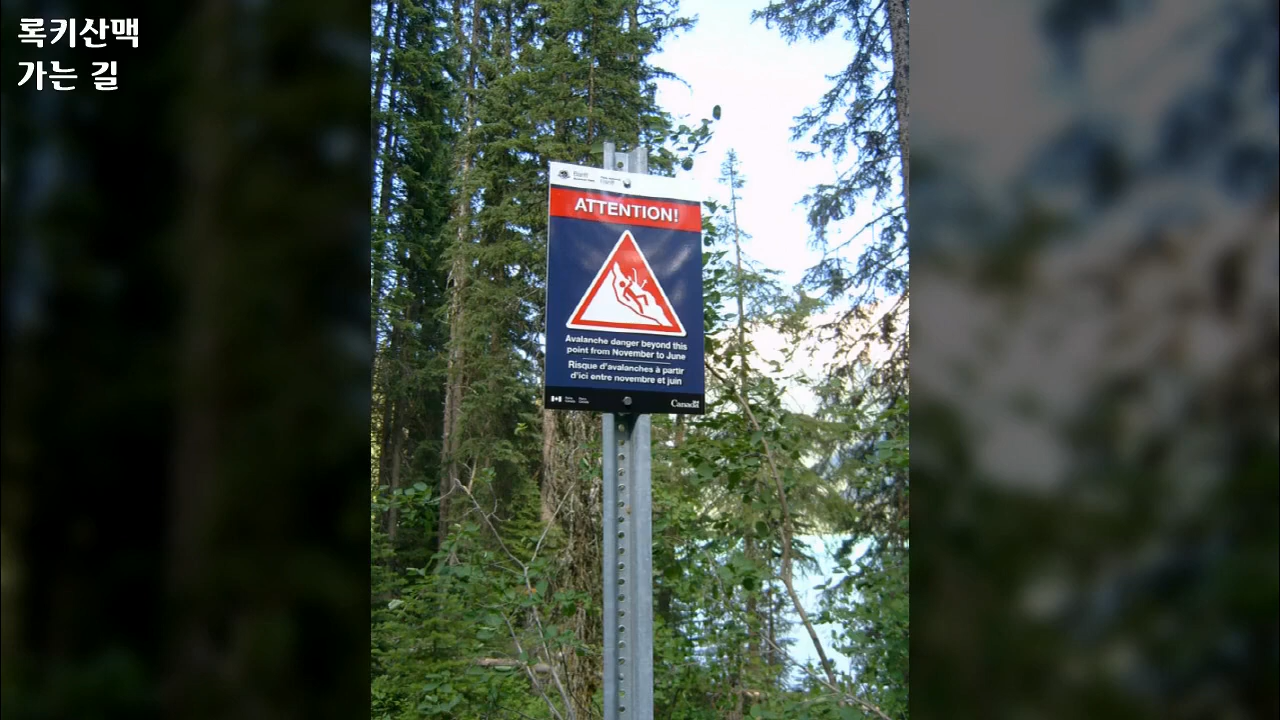 록키산맥
가는 길
ATTENTION!
Avalanche danger beyond this
point from November to June
Risque d'avalanches à partir
d'ici entre novembre et juin
Canada